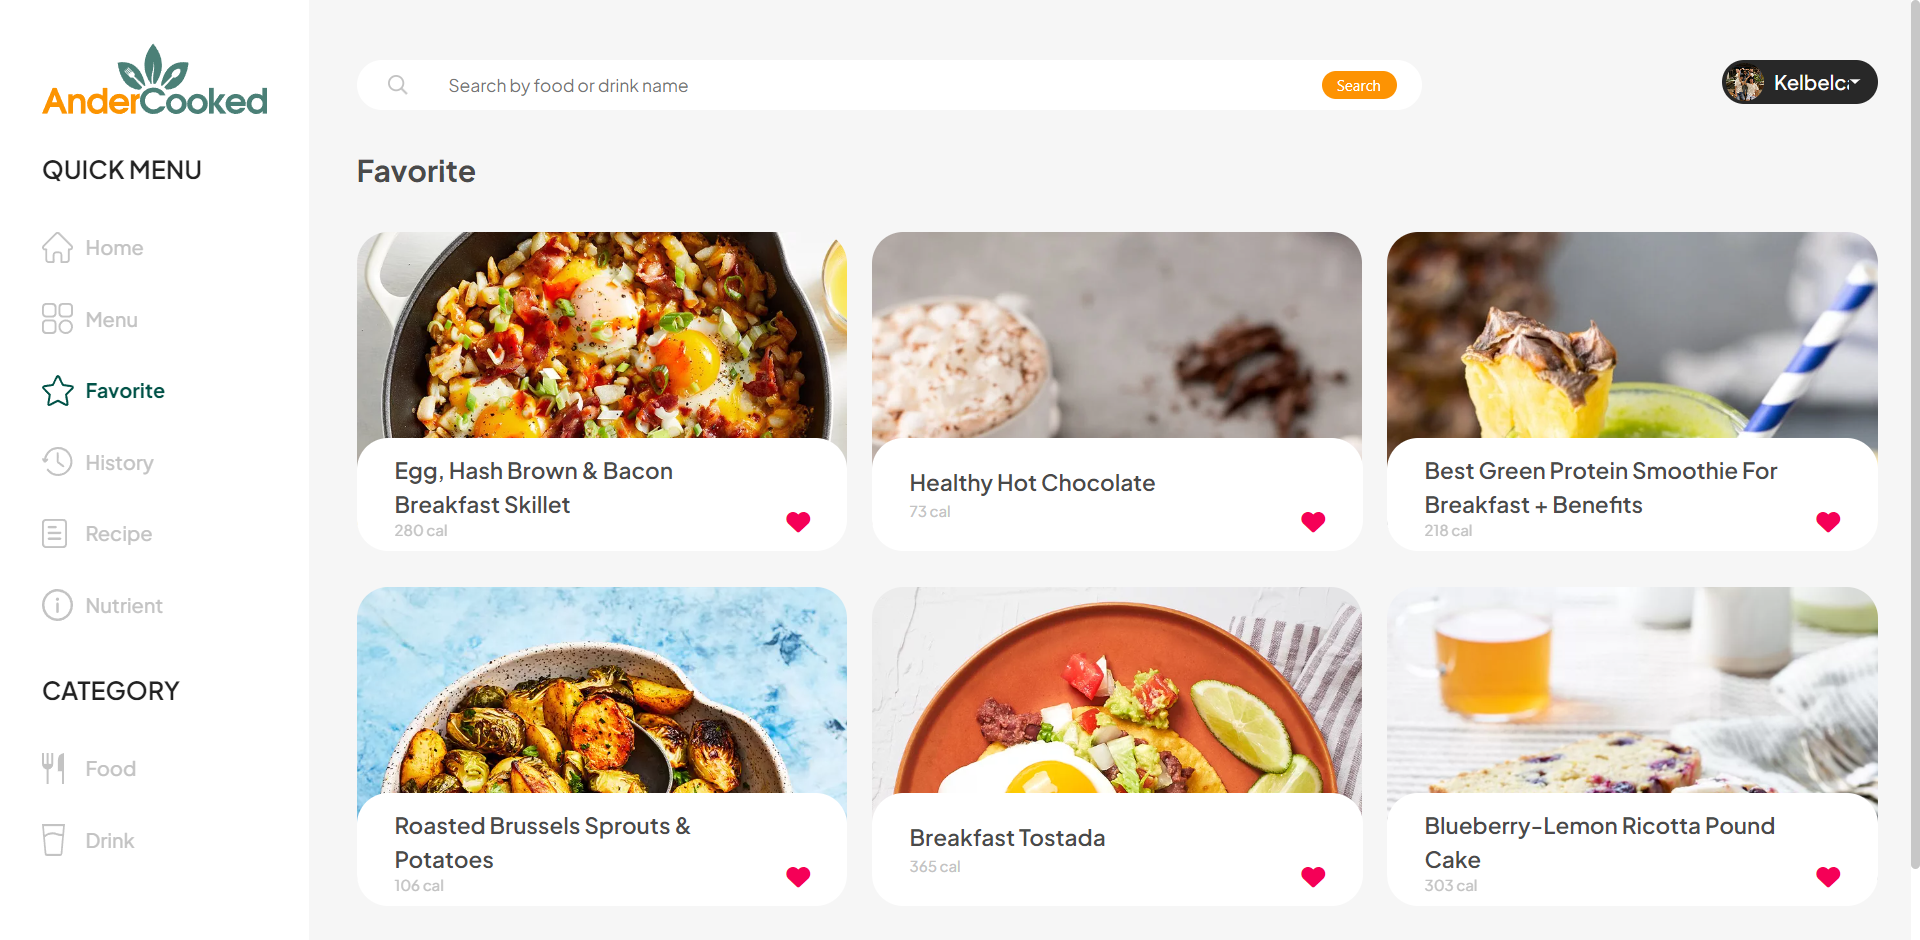 AnderCooked
QUICK MENU
Home
Menu
Favorite
History
Recipe
Nutrient
CATEGORY
Food
Drink
Search by food or drink name
Search
Kelbelc
Favorite
Egg, Hash Brown & Bacon
Breakfast Skillet
280 cal
Healthy Hot Chocolate
73 cal
Best Green Protein Smoothie For
Breakfast + Benefits
218 cal
Roasted Brussels Sprouts &
Potatoes
106 cal
Breakfast Tostada
365 cal
Blueberry-Lemon Ricotta Pound
Cake
303 cal